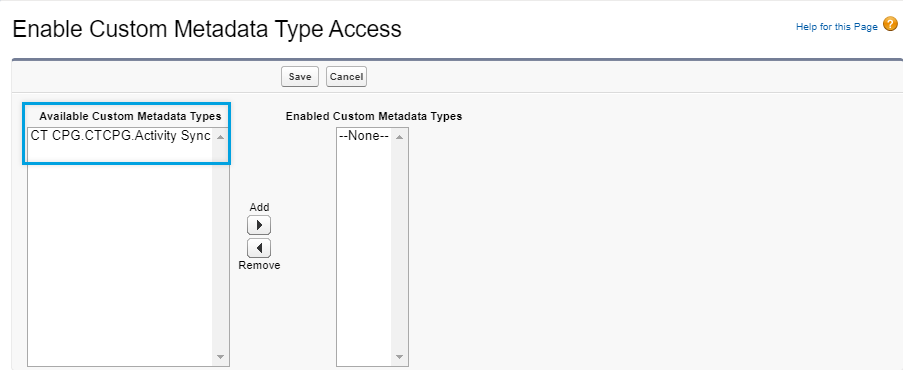 Enable Custom Metadata Type Access
Help for this Page ?
Save Cancel
Available Custom Metadata Types
Enabled Custom Metadata Types
CT CPG.CTCPG.Activity Sync
--None--
Add
Remove